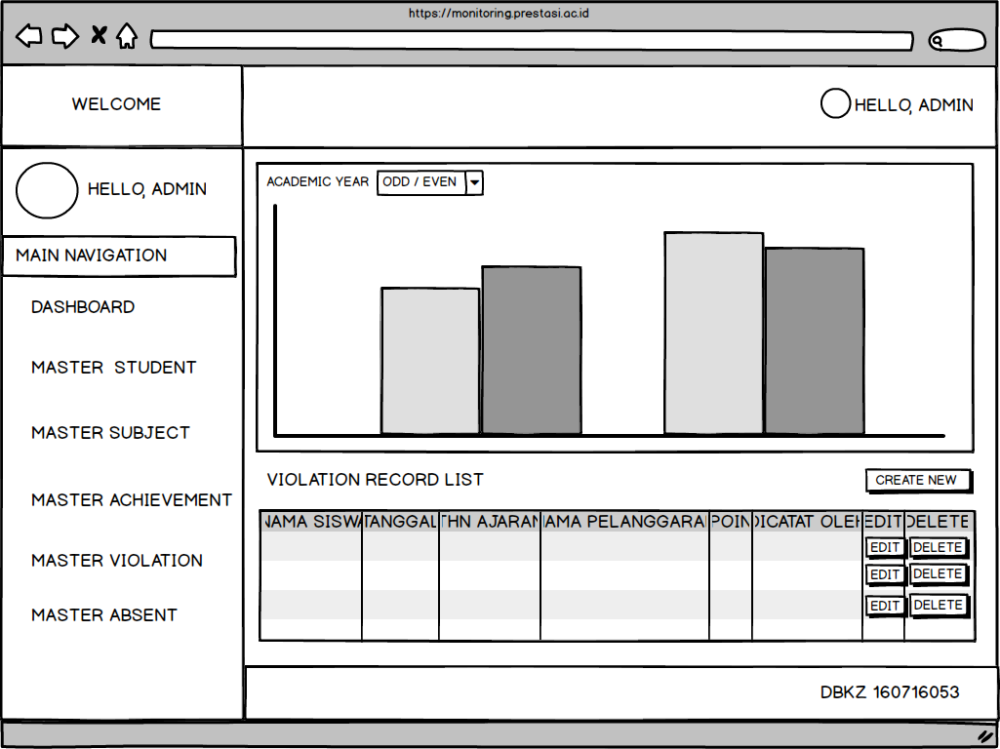 https://monitoring.prestasi.ac.id
WELCOME
HELLO, ADMIN
HELLO, ADMIN
MAIN NAVIGATION
DASHBOARD
MASTER STUDENT
MASTER SUBJECT
MASTER ACHIEVEMENT
MASTER VIOLATION
MASTER ABSENT
ACADEMIC YEAR ODD / EVEN
VIOLATION RECORD LIST CREATE NEW
NAMA SISWA TANGGAL THN AJARAN NAMA PELANGGARAN POIN DICATAT OLEH EDIT DELETE
EDIT DELETE
EDIT DELETE
EDIT DELETE
DBKZ 160716053